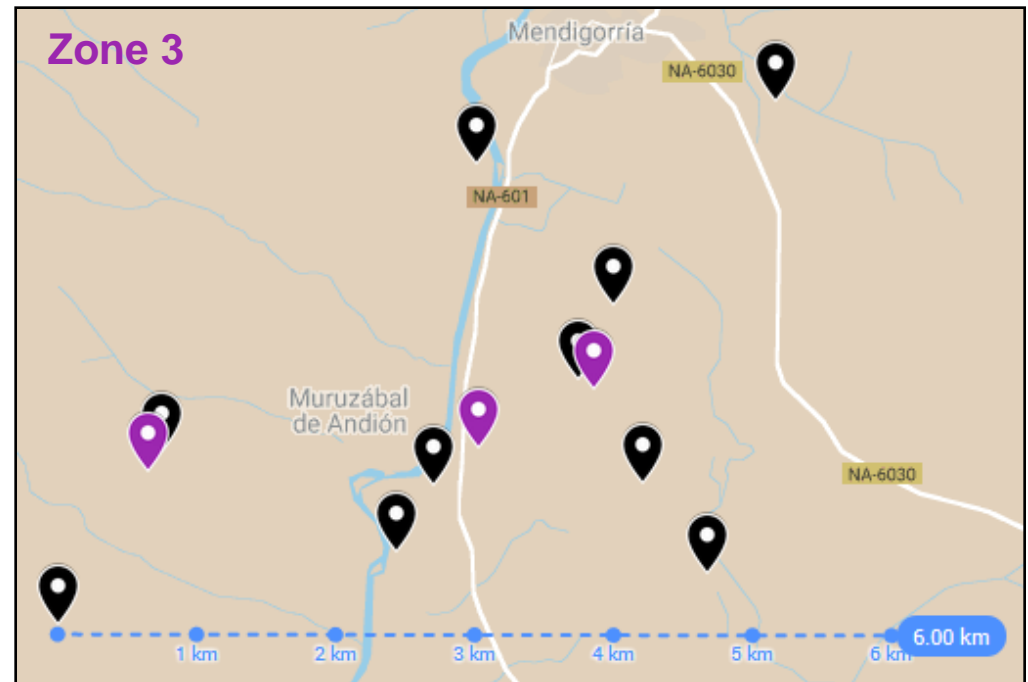 Zone 3
Mendigorría
NA-6030
NA-601
Muruzábal
de Andión
NA-6030
1 km
2 km
3 km
4 km
5 km
6 km
6.00 km